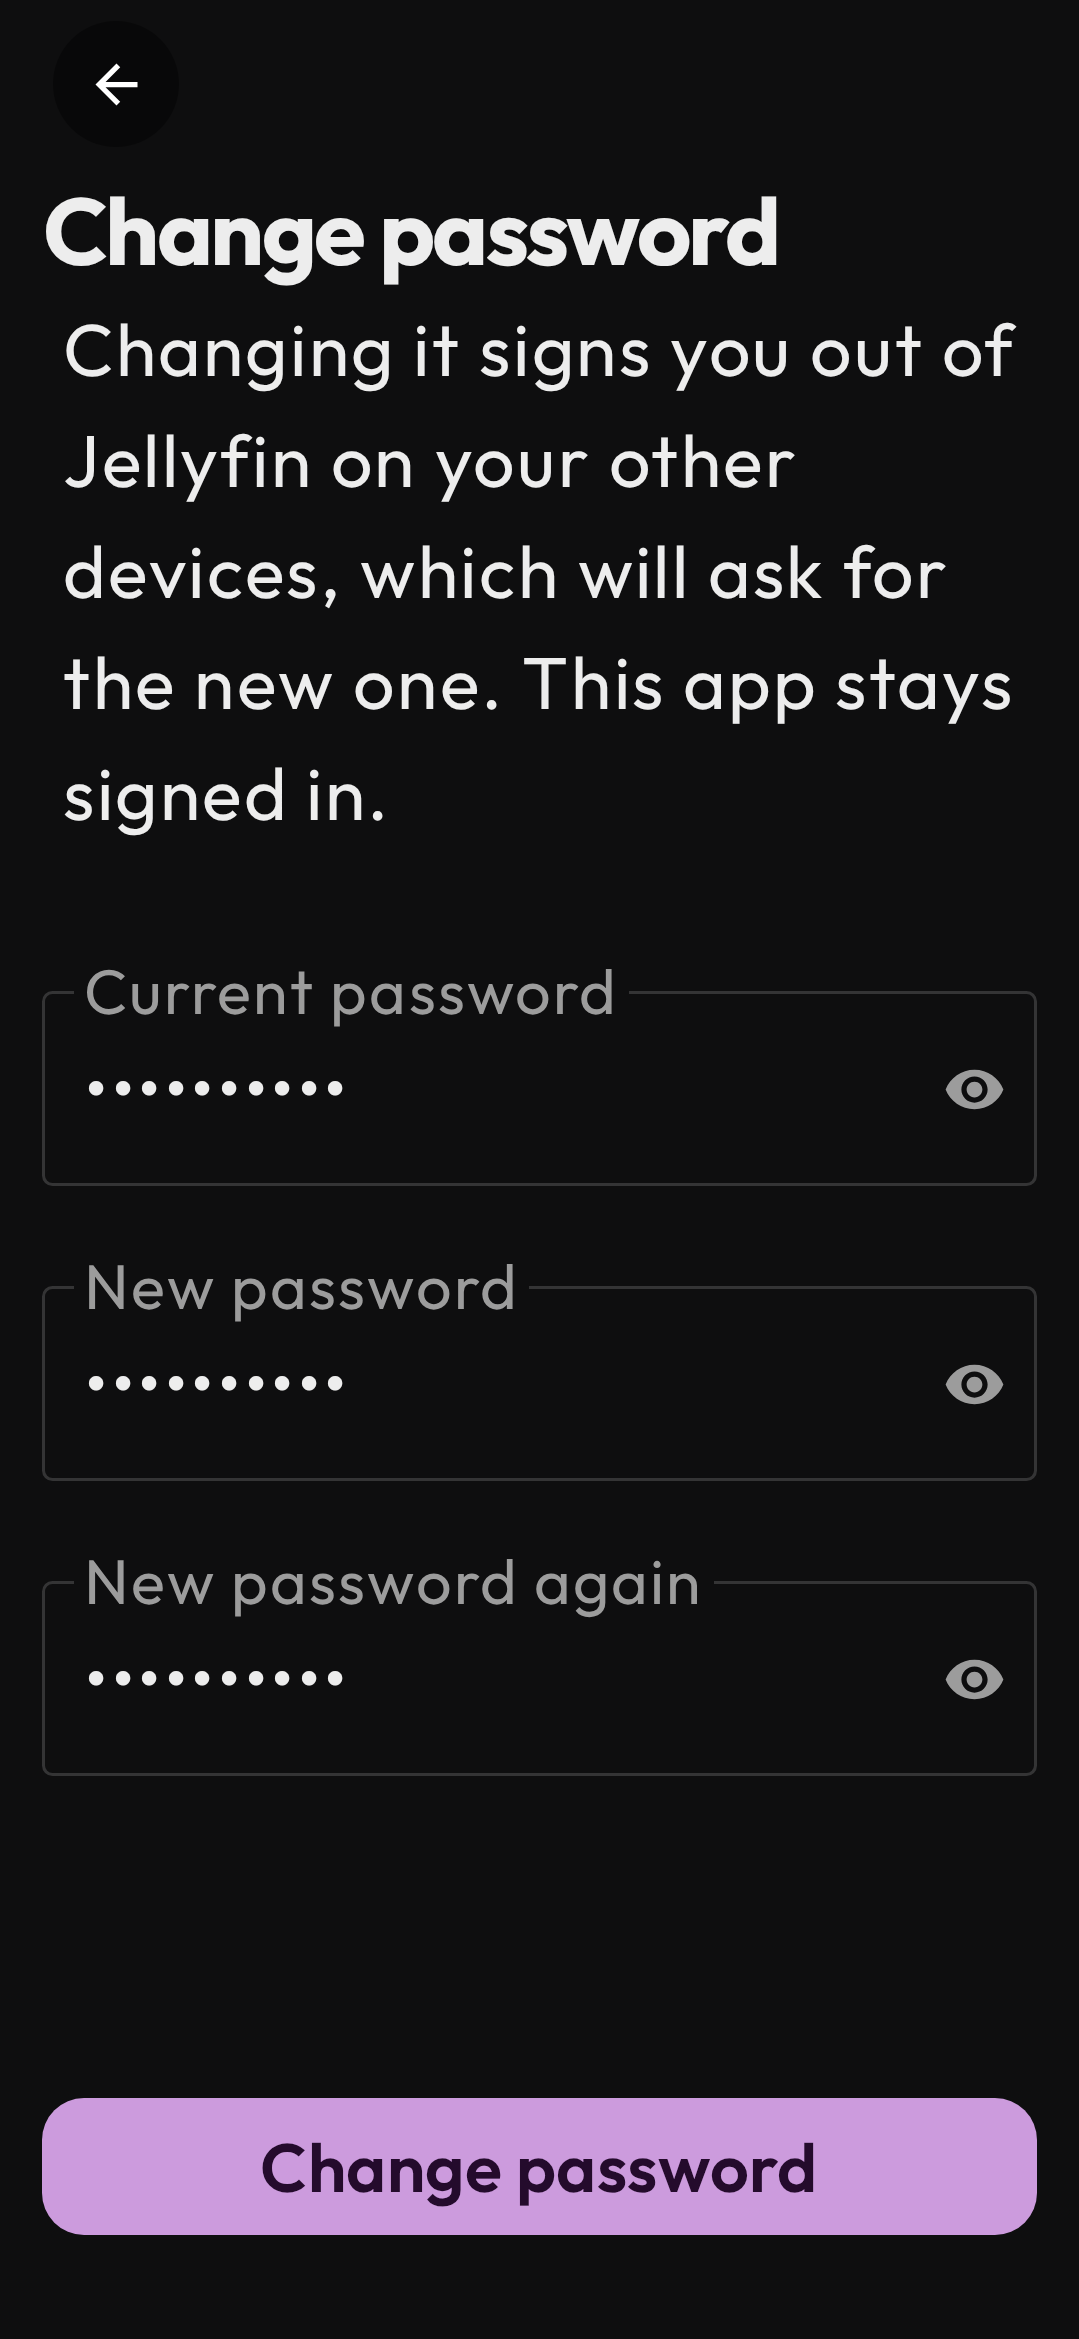 Change password
Changing it signs you out of
Jellyfin on your other
devices, which will ask for
the new one. This app stays
signed in.
Current password
••••••••••
New password
••••••••••
New password again
••••••••••
Change password